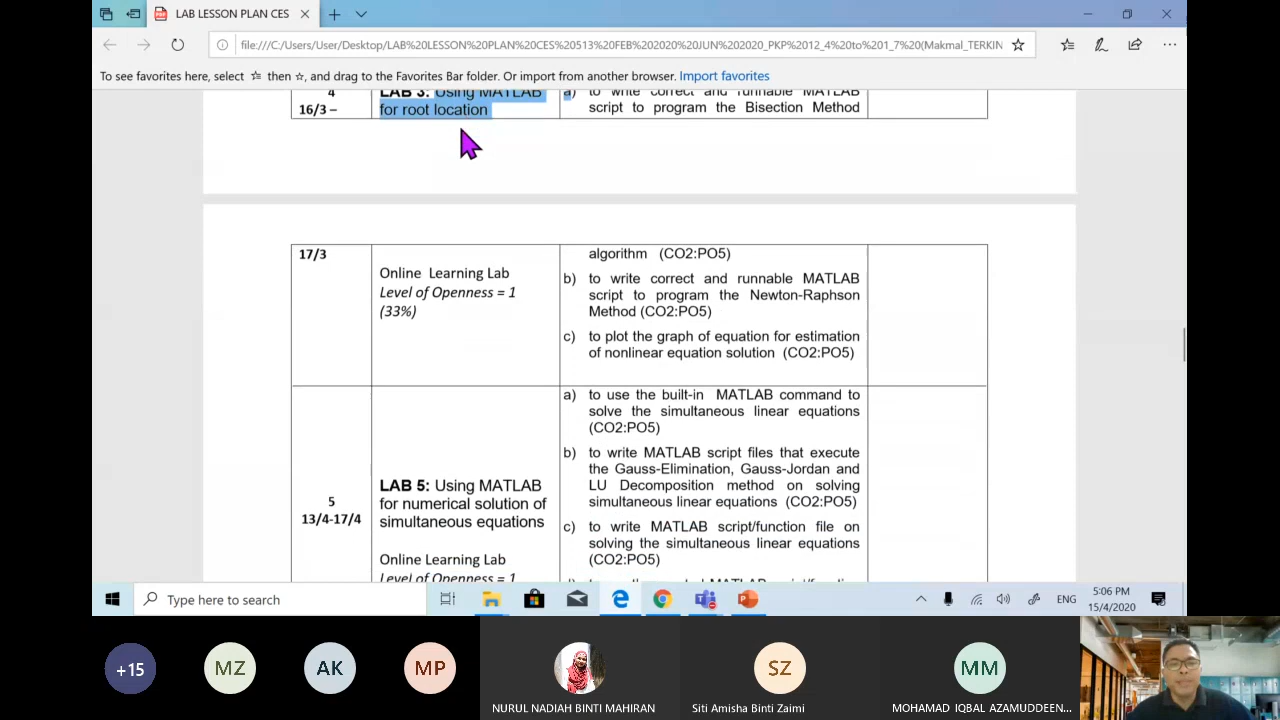 LAB LESSON PLAN CES
file:///C:/Users/User/Desktop/LAB%20LESSON%20PLAN%20CES%20513%20FEB%202020%20JUN%202020_PKP%2012_4%20to%201_7%20(Makmal_TERKIN
To see favorites here, select ☆ then ☆, and drag to the Favorites Bar folder. Or import from another browser. Import favorites
4
16/3 –
LAB 3: Using MATLAB
for root location
a) to write correct and runnable MATLAB
script to program the Bisection Method
17/3
Online Learning Lab
Level of Openness = 1
(33%)
algorithm (CO2:PO5)
b) to write correct and runnable MATLAB
script to program the Newton-Raphson
Method (CO2:PO5)
c) to plot the graph of equation for estimation
of nonlinear equation solution (CO2:PO5)
5
13/4-17/4
LAB 5: Using MATLAB
for numerical solution of
simultaneous equations
Online Learning Lab
Level of Openness = 1
a) to use the built-in MATLAB command to
solve the simultaneous linear equations
(CO2:PO5)
b) to write MATLAB script files that execute
the Gauss-Elimination, Gauss-Jordan and
LU Decomposition method on solving
simultaneous linear equations (CO2:PO5)
c) to write MATLAB script/function file on
solving the simultaneous linear equations
(CO2:PO5)
Type here to search
ENG
5:06 PM
15/4/2020
+15
MZ
AK
MP
SZ
MM
NURUL NADIAH BINTI MAHIRAN
Siti Amisha Binti Zaimi
MOHAMAD IQBAL AZAMUDDEEN...